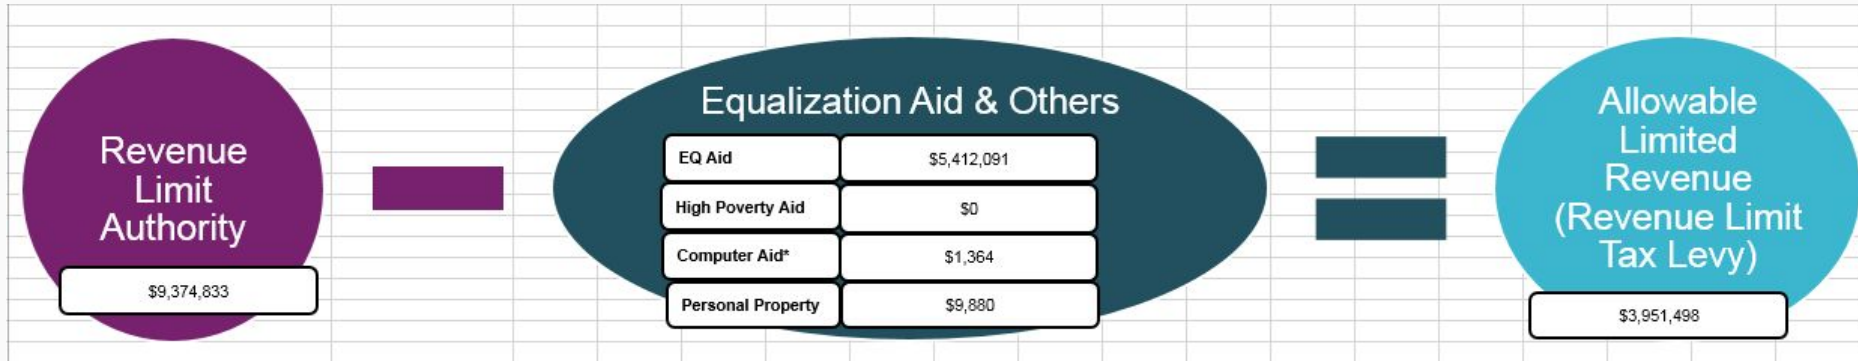 Revenue
Limit
Authority
$9,374,833
Equalization Aid & Others
EQ Aid $5,412,091
High Poverty Aid $0
Computer Aid* $1,364
Personal Property $9,880
Allowable
Limited
Revenue
(Revenue Limit
Tax Levy)
$3,951,498